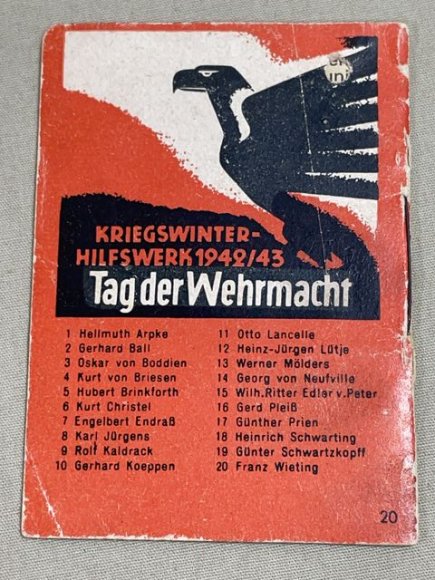 KRIEGSWINTER-
HILFSWERK 1942/43
Tag der Wehrmacht
1 Hellmuth Arpke
2 Gerhard Ball
3 Oskar von Boddien
4 Kurt von Briesen
5 Hubert Brinkforth
6 Kurt Christel
7 Engelbert Endraß
8 Karl Jürgens
9 Rolf Kaldrack
10 Gerhard Koeppen
11 Otto Lancelle
12 Heinz-Jürgen Lütje
13 Werner Mölders
14 Georg von Neufville
15 Wilh. Ritter Edler v. Peter
16 Gerd Pleiß
17 Günther Prien
18 Heinrich Schwarting
19 Günter Schwartzkopff
20 Franz Wieting
20